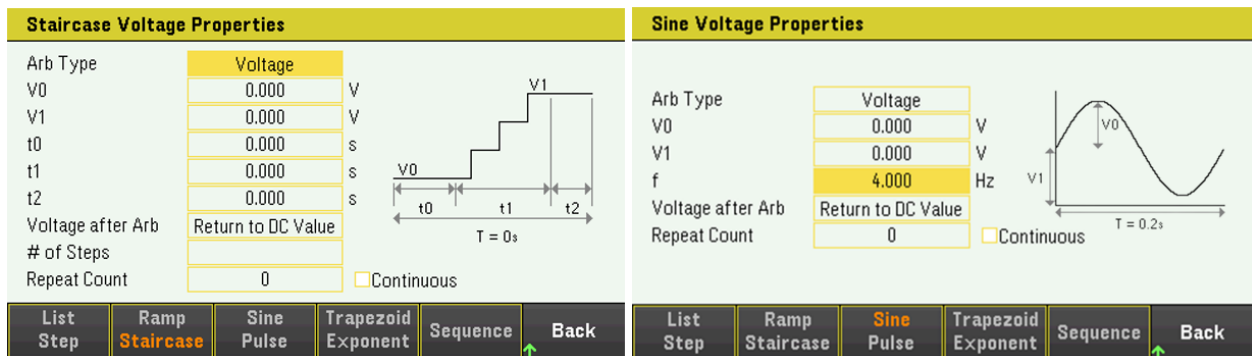 Staircase Voltage Properties
Arb Type Voltage
V0 0.000 V
V1 0.000 V
t0 0.000 s
t1 0.000 s
t2 0.000 s
Voltage after Arb Return to DC Value
# of Steps
Repeat Count 0 Continuous
V1
V0
t0 t1 t2
T = 0s
List Step
Ramp Staircase
Sine Pulse
Trapezoid Exponent
Sequence
Back
Sine Voltage Properties
Arb Type Voltage
V0 0.000 V
V1 0.000 V
f 4.000 Hz
Voltage after Arb Return to DC Value
Repeat Count 0 Continuous
V0
V1
T = 0.2s
List Step
Ramp Staircase
Sine Pulse
Trapezoid Exponent
Sequence
Back